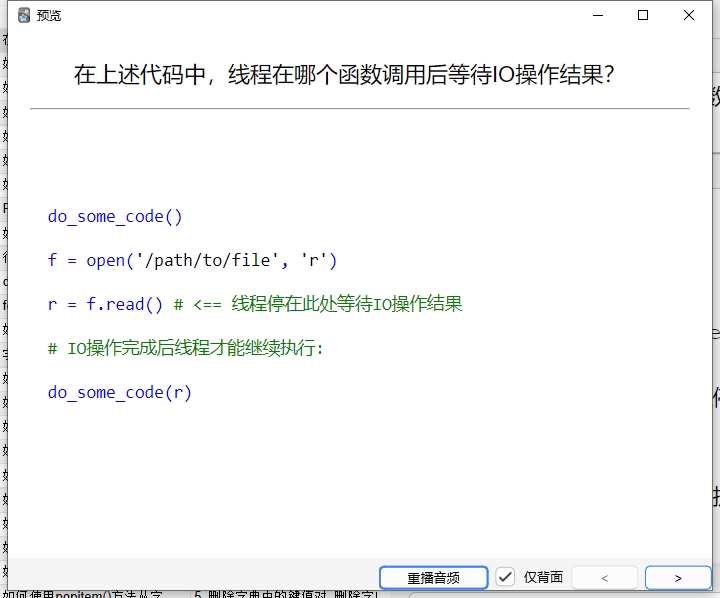 预览
在上述代码中，线程在哪个函数调用后等待IO操作结果？
do_some_code()
f = open('/path/to/file', 'r')
r = f.read() # <== 线程停在此处等待IO操作结果
# IO操作完成后线程才能继续执行:
do_some_code(r)
重播音频
仅背面
<
>
如何使用popitem()方法从字
5. 删除字典中的键值对 删除字